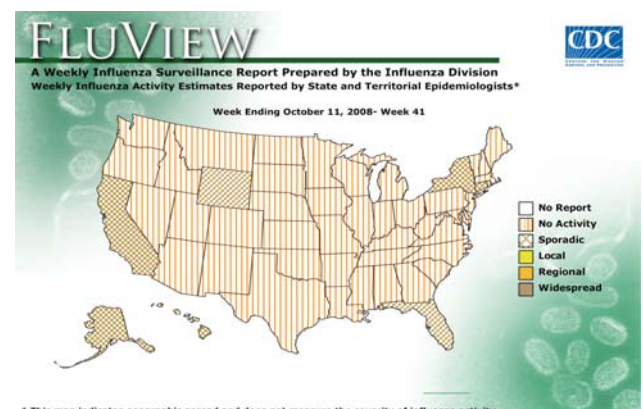 FLUVIEW
CDC
A Weekly Influenza Surveillance Report Prepared by the Influenza Division
Weekly Influenza Activity Estimates Reported by State and Territorial Epidemiologists*
Week Ending October 11, 2008- Week 41
No Report
No Activity
Sporadic
Local
Regional
Widespread